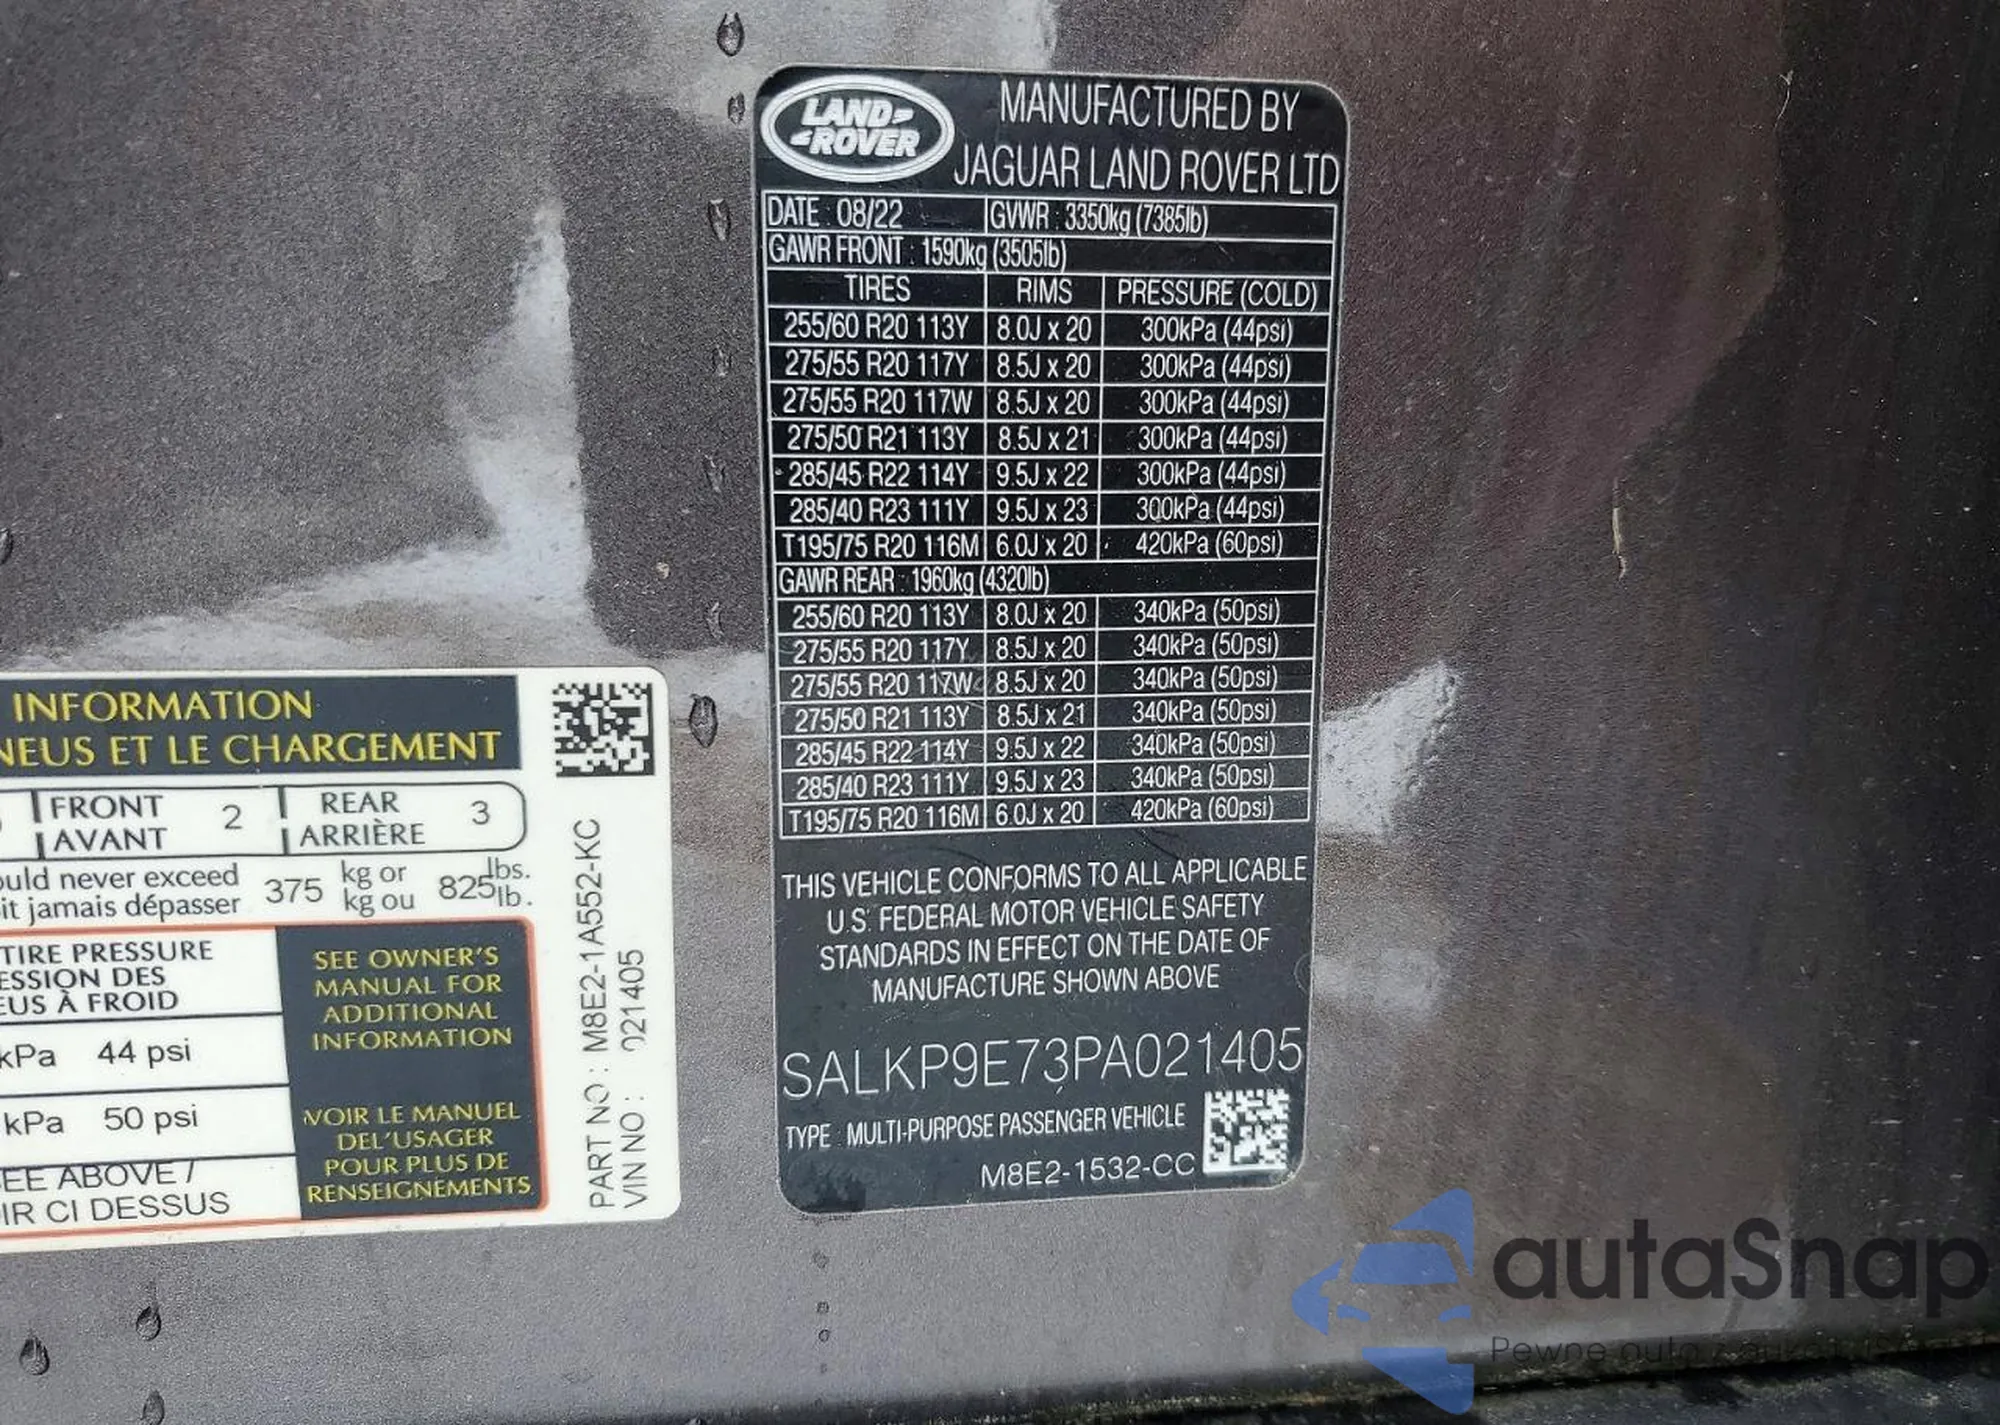 LAND-
-ROVER
MANUFACTURED BY
JAGUAR LAND ROVER LTD
DATE : 08/22 GVWR : 3350kg (7385lb)
GAWR FRONT : 1590kg (3505lb)
TIRES RIMS PRESSURE (COLD)
255/60 R20 113Y 8.0J x 20 300kPa (44psi)
275/55 R20 117Y 8.5J x 20 300kPa (44psi)
275/55 R20 117W 8.5J x 20 300kPa (44psi)
275/50 R21 113Y 8.5J x 21 300kPa (44psi)
285/45 R22 114Y 9.5J x 22 300kPa (44psi)
285/40 R23 111Y 9.5J x 23 300kPa (44psi)
T195/75 R20 116M 6.0J x 20 420kPa (60psi)
GAWR REAR : 1960kg (4320lb)
255/60 R20 113Y 8.0J x 20 340kPa (50psi)
275/55 R20 117Y 8.5J x 20 340kPa (50psi)
275/55 R20 117W 8.5J x 20 340kPa (50psi)
275/50 R21 113Y 8.5J x 21 340kPa (50psi)
285/45 R22 114Y 9.5J x 22 340kPa (50psi)
285/40 R23 111Y 9.5J x 23 340kPa (50psi)
T195/75 R20 116M 6.0J x 20 420kPa (60psi)
THIS VEHICLE CONFORMS TO ALL APPLICABLE
U.S. FEDERAL MOTOR VEHICLE SAFETY
STANDARDS IN EFFECT ON THE DATE OF
MANUFACTURE SHOWN ABOVE
SALKP9E73PA021405
TYPE : MULTI-PURPOSE PASSENGER VEHICLE
M8E2-1532-CC
INFORMATION
NEUS ET LE CHARGEMENT
FRONT 2 REAR 3
AVANT ARRIÈRE
ould never exceed 375 kg or 825 lbs.
it jamais dépasser kg ou lb.
TIRE PRESSURE
ESSION DES
EUS À FROID
kPa 44 psi
kPa 50 psi
EE ABOVE /
IR CI DESSUS
SEE OWNER'S
MANUAL FOR
ADDITIONAL
INFORMATION
VOIR LE MANUEL
DEL'USAGER
POUR PLUS DE
RENSEIGNEMENTS
PART NO : M8E2-1A552-KC
VIN NO : 021405
autaSnap
Pewne auta z